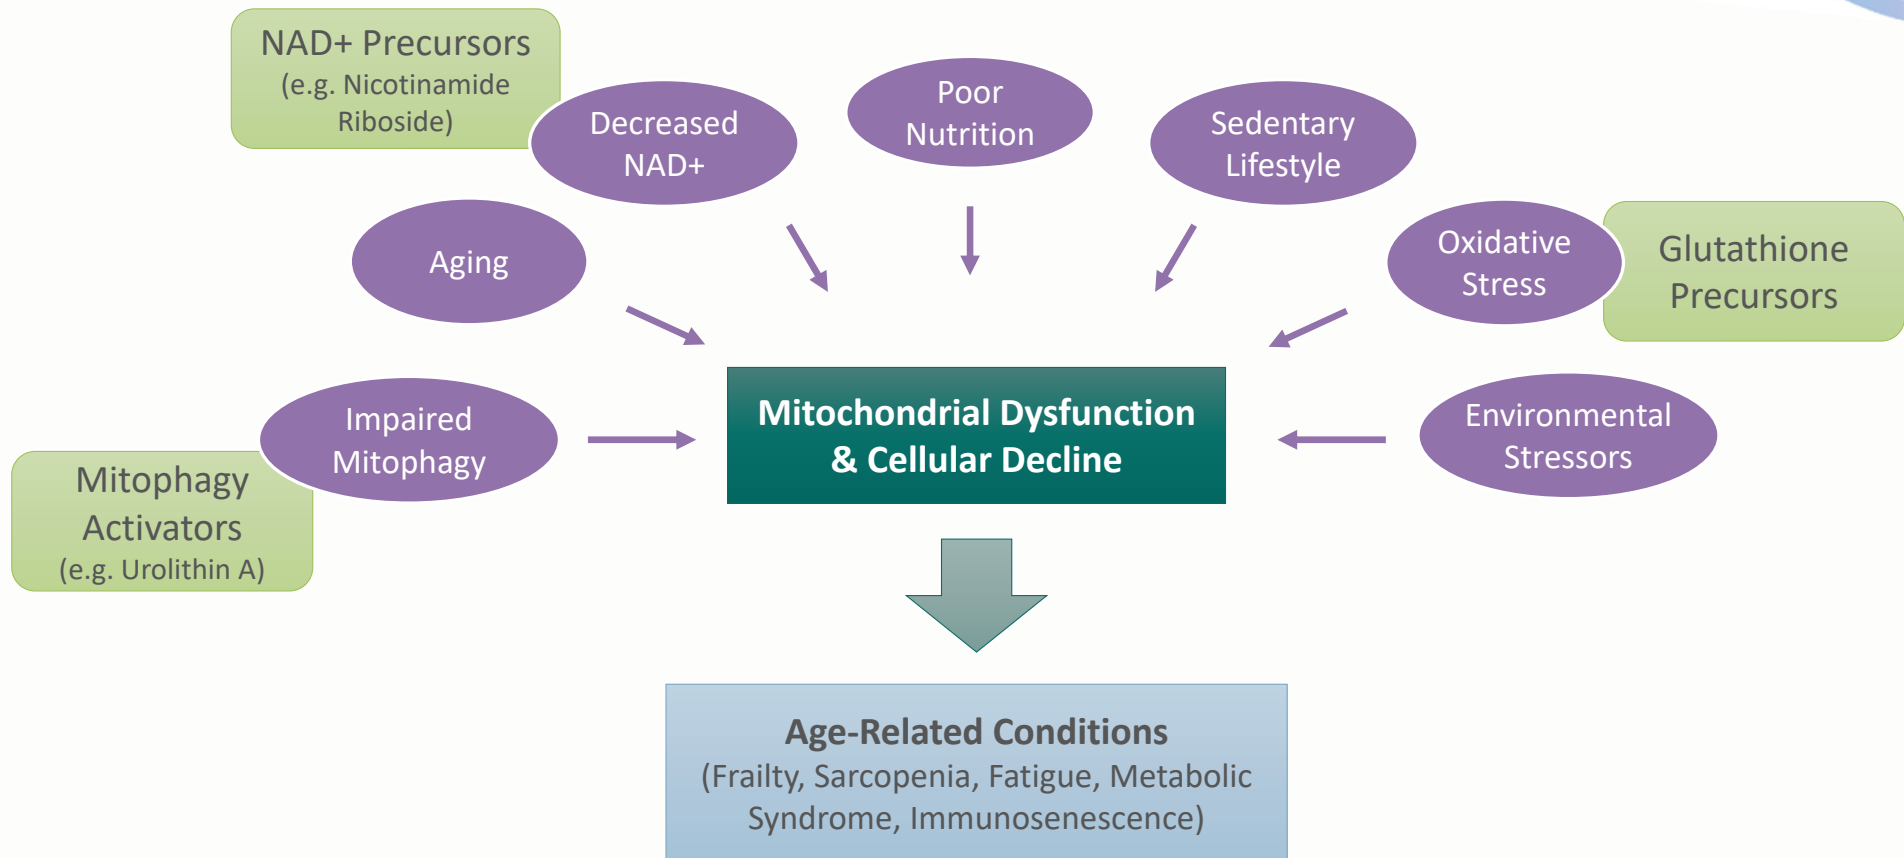 NAD+ Precursors
(e.g. Nicotinamide
Riboside)
Decreased
NAD+
Poor
Nutrition
Sedentary
Lifestyle
Aging
Oxidative
Stress
Glutathione
Precursors
Impaired
Mitophagy
Mitophagy
Activators
(e.g. Urolithin A)
Mitochondrial Dysfunction
& Cellular Decline
Environmental
Stressors
Age-Related Conditions
(Frailty, Sarcopenia, Fatigue, Metabolic
Syndrome, Immunosenescence)